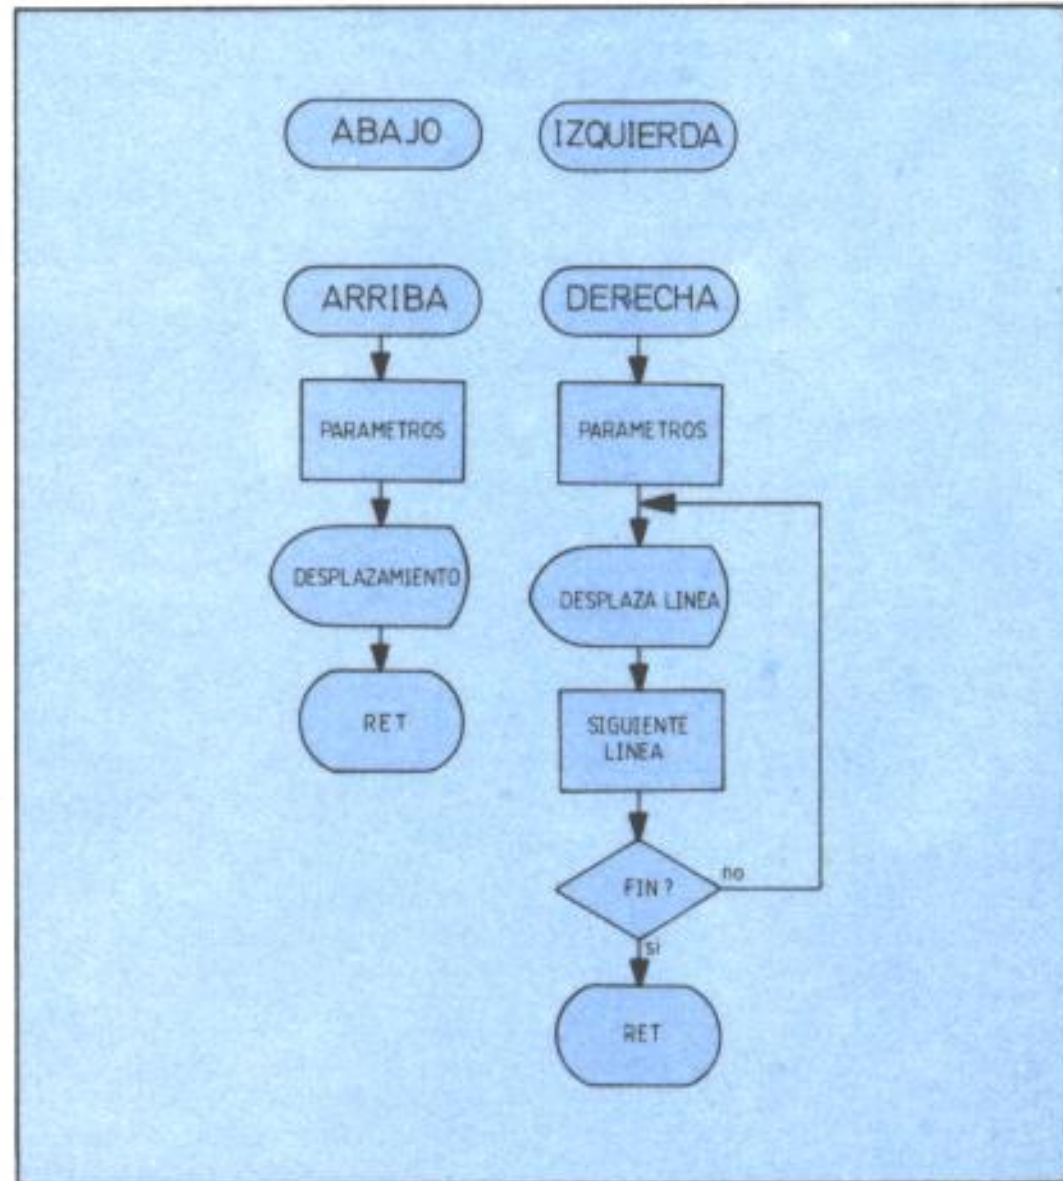 ABAJO
IZQUIERDA
ARRIBA
DERECHA
PARAMETROS
PARAMETROS
DESPLAZAMIENTO
DESPLAZA LINEA
RET
SIGUIENTE
LINEA
FIN ?
no
si
RET